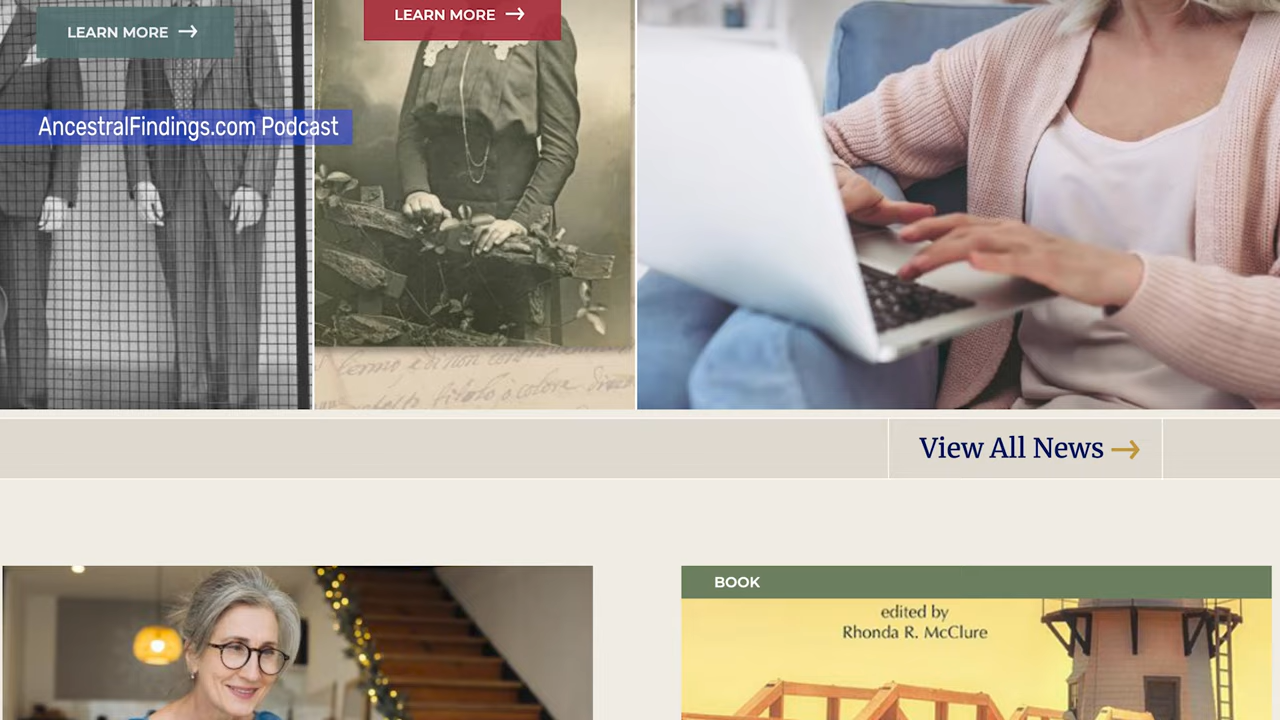 LEARN MORE
LEARN MORE
AncestralFindings.com Podcast
View All News
BOOK
edited by
Rhonda R. McClure